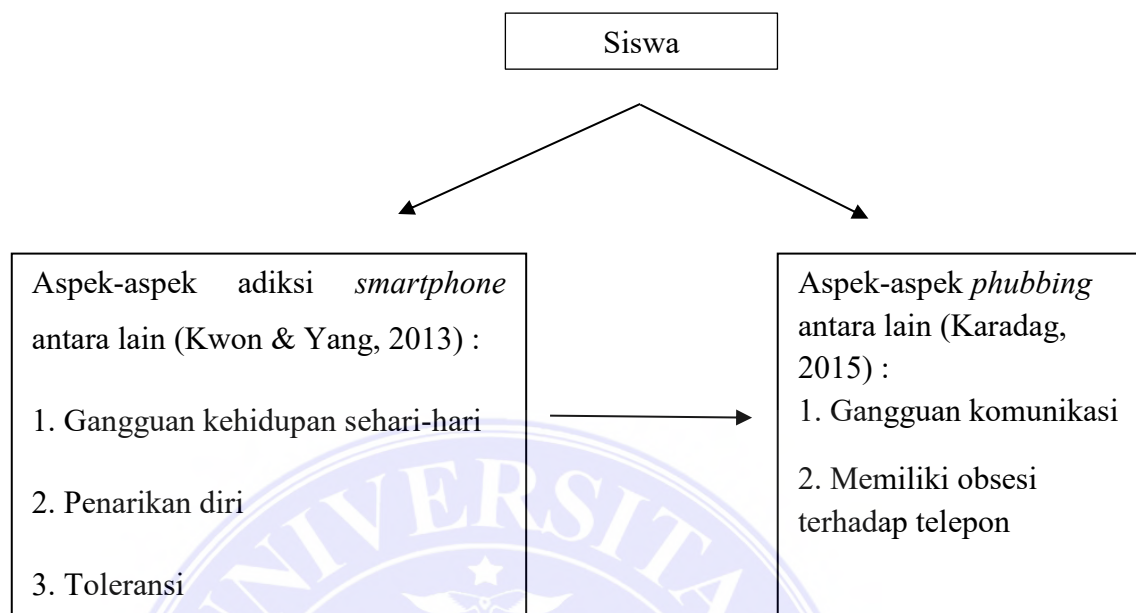 Siswa
Aspek-aspek adiksi smartphone
antara lain (Kwon & Yang, 2013) :
1. Gangguan kehidupan sehari-hari
2. Penarikan diri
3. Toleransi
Aspek-aspek phubbing
antara lain (Karadag,
2015) :
1. Gangguan komunikasi
2. Memiliki obsesi
terhadap telepon
UNIVERSITA